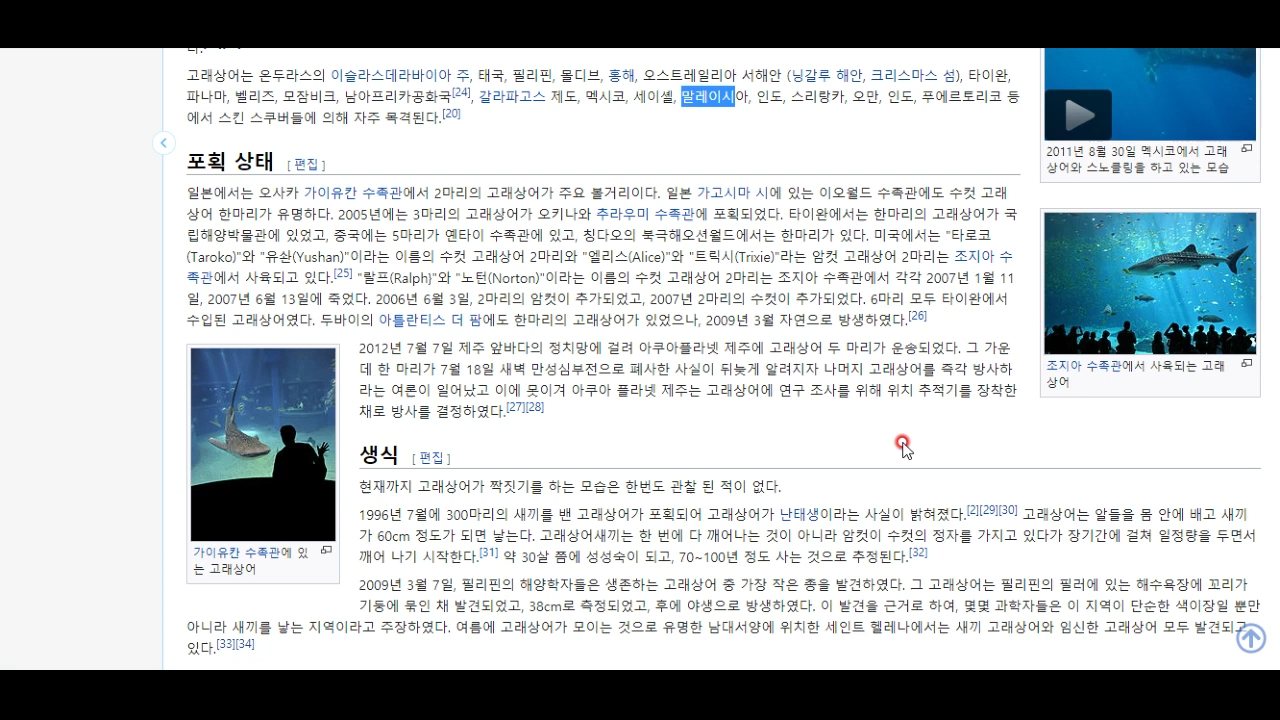 고래상어는 온두라스의 이슬라스데라바이아 주, 태국, 필리핀, 몰디브, 홍해, 오스트레일리아 서해안 (닝갈루 해안, 크리스마스 섬), 타이완,
파나마, 벨리즈, 모잠비크, 남아프리카공화국[24], 갈라파고스 제도, 멕시코, 세이셸, 말레이시아, 인도, 스리랑카, 오만, 인도, 푸에르토리코 등
에서 스킨 스쿠버들에 의해 자주 목격된다.[20]
2011년 8월 30일 멕시코에서 고래
상어와 스노클링을 하고 있는 모습
포획 상태 [ 편집 ]
일본에서는 오사카 가이유칸 수족관에서 2마리의 고래상어가 주요 볼거리이다. 일본 가고시마 시에 있는 이오월드 수족관에도 수컷 고래
상어 한마리가 유명하다. 2005년에는 3마리의 고래상어가 오키나와 추라우미 수족관에 포획되었다. 타이완에서는 한마리의 고래상어가 국
립해양박물관에 있었고, 중국에는 5마리가 옌타이 수족관에 있고, 칭다오의 북극해오션월드에서는 한마리가 있다. 미국에서는 "타로코
(Taroko)"와 "유솬(Yushan)"이라는 이름의 수컷 고래상어 2마리와 "엘리스(Alice)"와 "트릭시(Trixie)"라는 암컷 고래상어 2마리는 조지아 수
족관에서 사육되고 있다.[25] "랄프(Ralph)"와 "노턴(Norton)"이라는 이름의 수컷 고래상어 2마리는 조지아 수족관에서 각각 2007년 1월 11
일, 2007년 6월 13일에 죽었다. 2006년 6월 3일, 2마리의 암컷이 추가되었고, 2007년 2마리의 수컷이 추가되었다. 6마리 모두 타이완에서
수입된 고래상어였다. 두바이의 아틀란티스 더 팜에도 한마리의 고래상어가 있었으나, 2009년 3월 자연으로 방생하였다.[26]
조지아 수족관에서 사육되는 고래
상어
2012년 7월 7일 제주 앞바다의 정치망에 걸려 아쿠아플라넷 제주에 고래상어 두 마리가 운송되었다. 그 가운
데 한 마리가 7월 18일 새벽 만성심부전으로 폐사한 사실이 뒤늦게 알려지자 나머지 고래상어를 즉각 방사하
라는 여론이 일어났고 이에 못이겨 아쿠아 플라넷 제주는 고래상어에 연구 조사를 위해 위치 추적기를 장착한
채로 방사를 결정하였다.[27][28]
가이유칸 수족관에 있
는 고래상어
생식 [ 편집 ]
현재까지 고래상어가 짝짓기를 하는 모습은 한번도 관찰 된 적이 없다.
1996년 7월에 300마리의 새끼를 밴 고래상어가 포획되어 고래상어가 난태생이라는 사실이 밝혀졌다.[2][29][30] 고래상어는 알들을 몸 안에 배고 새끼
가 60cm 정도가 되면 낳는다. 고래상어새끼는 한 번에 다 깨어나는 것이 아니라 암컷이 수컷의 정자를 가지고 있다가 장기간에 걸쳐 일정량을 두면서
깨어 나기 시작한다.[31] 약 30살 쯤에 성성숙이 되고, 70~100년 정도 사는 것으로 추정된다.[32]
2009년 3월 7일, 필리핀의 해양학자들은 생존하는 고래상어 중 가장 작은 종을 발견하였다. 그 고래상어는 필리핀의 필러에 있는 해수욕장에 꼬리가
기둥에 묶인 채 발견되었고, 38cm로 측정되었고, 후에 야생으로 방생하였다. 이 발견을 근거로 하여, 몇몇 과학자들은 이 지역이 단순한 색이장일 뿐만
아니라 새끼를 낳는 지역이라고 주장하였다. 여름에 고래상어가 모이는 것으로 유명한 남대서양에 위치한 세인트 헬레나에서는 새끼 고래상어와 임신한 고래상어 모두 발견되고
있다.[33][34]